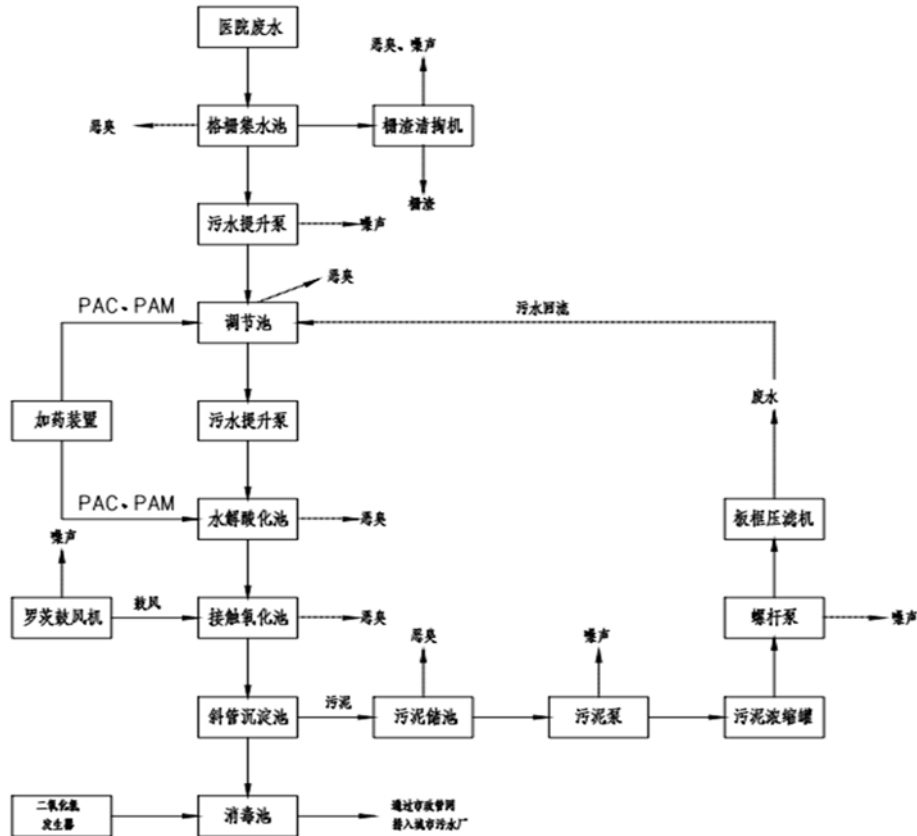 医院废水
恶臭、噪声
恶臭
格栅集水池
栅渣清掏机
栅渣
污水提升泵
噪声
恶臭
PAC、PAM
调节池
污水回流
加药装置
污水提升泵
废水
PAC、PAM
水解酸化池
恶臭
板框压滤机
噪声
罗茨鼓风机
鼓风
接触氧化池
恶臭
恶臭
噪声
螺杆泵
噪声
斜管沉淀池
污泥
污泥储池
污泥泵
污泥浓缩罐
二氧化氯
发生器
消毒池
通过市政管网
排入城市污水厂